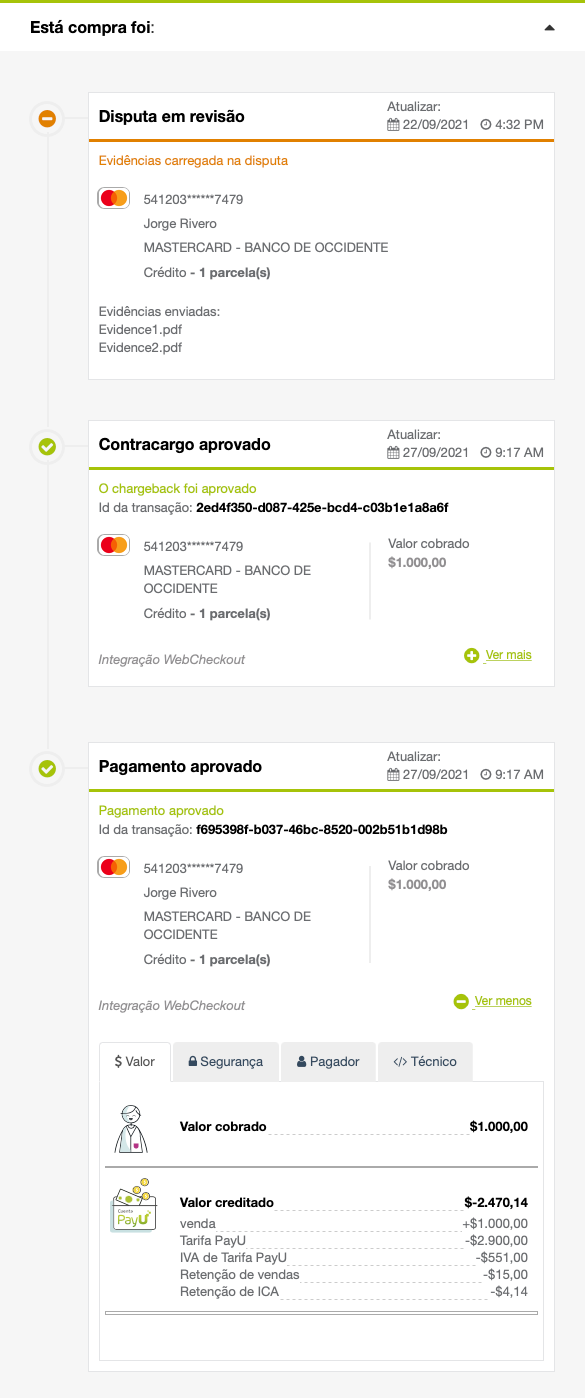 Está compra foi:
Disputa em revisão
Atualizar:
22/09/2021 4:32 PM
Evidências carregada na disputa
541203******7479
Jorge Rivero
MASTERCARD - BANCO DE OCCIDENTE
Crédito - 1 parcela(s)
Evidências enviadas:
Evidence1.pdf
Evidence2.pdf
Contracargo aprovado
Atualizar:
27/09/2021 9:17 AM
O chargeback foi aprovado
Id da transação: 2ed4f350-d087-425e-bcd4-c03b1e1a8a6f
541203******7479
MASTERCARD - BANCO DE
OCCIDENTE
Crédito - 1 parcela(s)
Valor cobrado
$1.000,00
Integração WebCheckout
Ver mais
Pagamento aprovado
Atualizar:
27/09/2021 9:17 AM
Pagamento aprovado
Id da transação: f695398f-b037-46bc-8520-002b51b1d98b
541203******7479
Jorge Rivero
MASTERCARD - BANCO DE
OCCIDENTE
Crédito - 1 parcela(s)
Valor cobrado
$1.000,00
Integração WebCheckout
Ver menos
$ Valor
Segurança
Pagador
</> Técnico
Valor cobrado $1.000,00
Cuenta
PayU
Valor creditado $-2.470,14
venda +$1.000,00
Tarifa PayU -$2.900,00
IVA de Tarifa PayU -$551,00
Retenção de vendas -$15,00
Retenção de ICA -$4,14